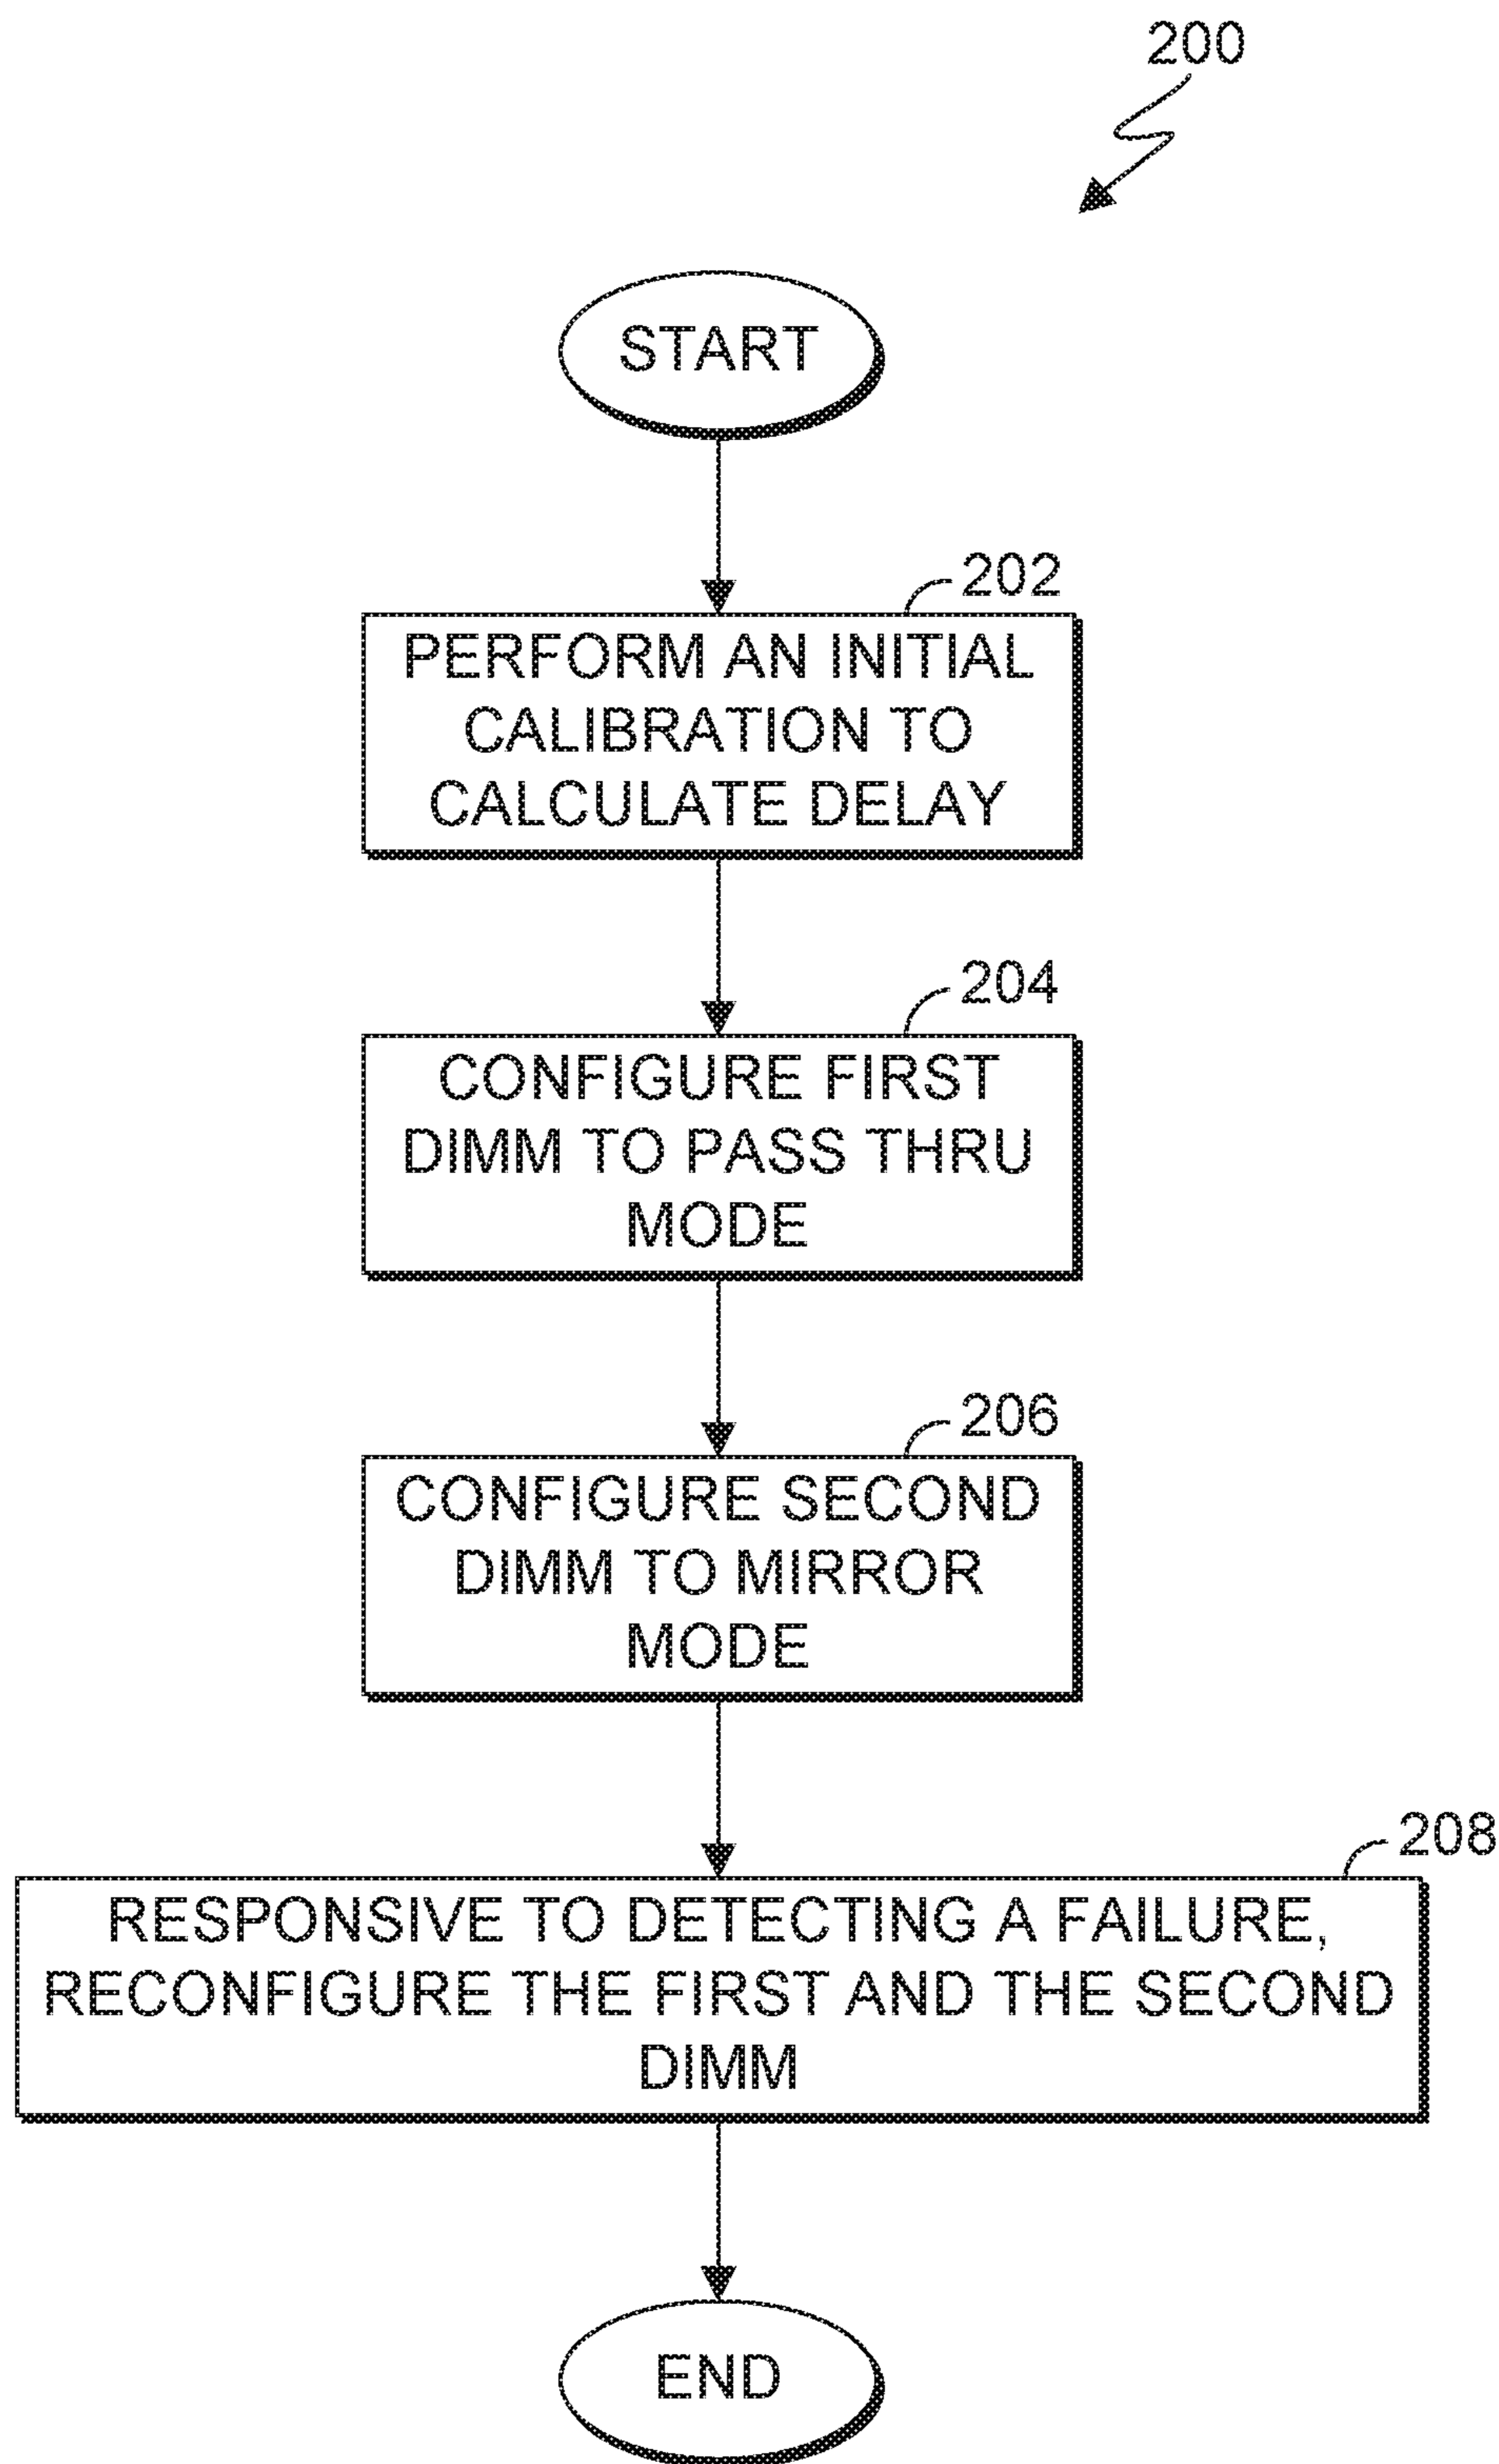 200
START
202
PERFORM AN INITIAL
CALIBRATION TO
CALCULATE DELAY
204
CONFIGURE FIRST
DIMM TO PASS THRU
MODE
206
CONFIGURE SECOND
DIMM TO MIRROR
MODE
208
RESPONSIVE TO DETECTING A FAILURE,
RECONFIGURE THE FIRST AND THE SECOND
DIMM
END